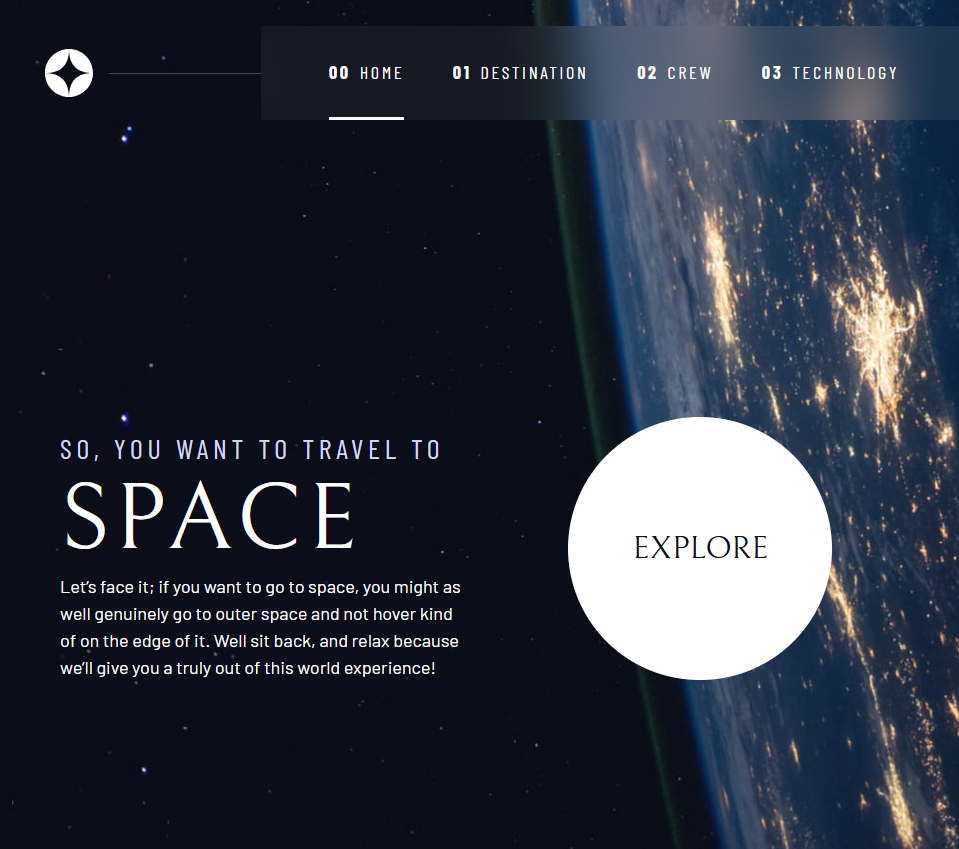 00 HOME 01 DESTINATION 02 CREW 03 TECHNOLOGY
SO, YOU WANT TO TRAVEL TO
SPACE
Let’s face it; if you want to go to space, you might as
well genuinely go to outer space and not hover kind
of on the edge of it. Well sit back, and relax because
we’ll give you a truly out of this world experience!
EXPLORE